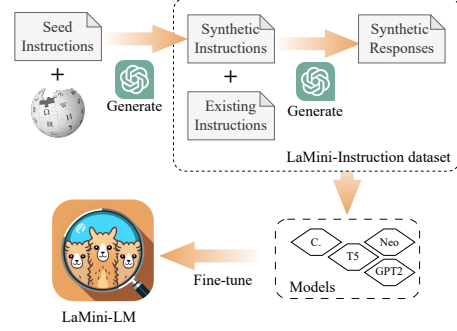 Seed
Instructions
+
Generate
Synthetic
Instructions
+
Existing
Instructions
Generate
Synthetic
Responses
LaMini-Instruction dataset
C.
Neo
T5
GPT2
Models
Fine-tune
LaMini-LM